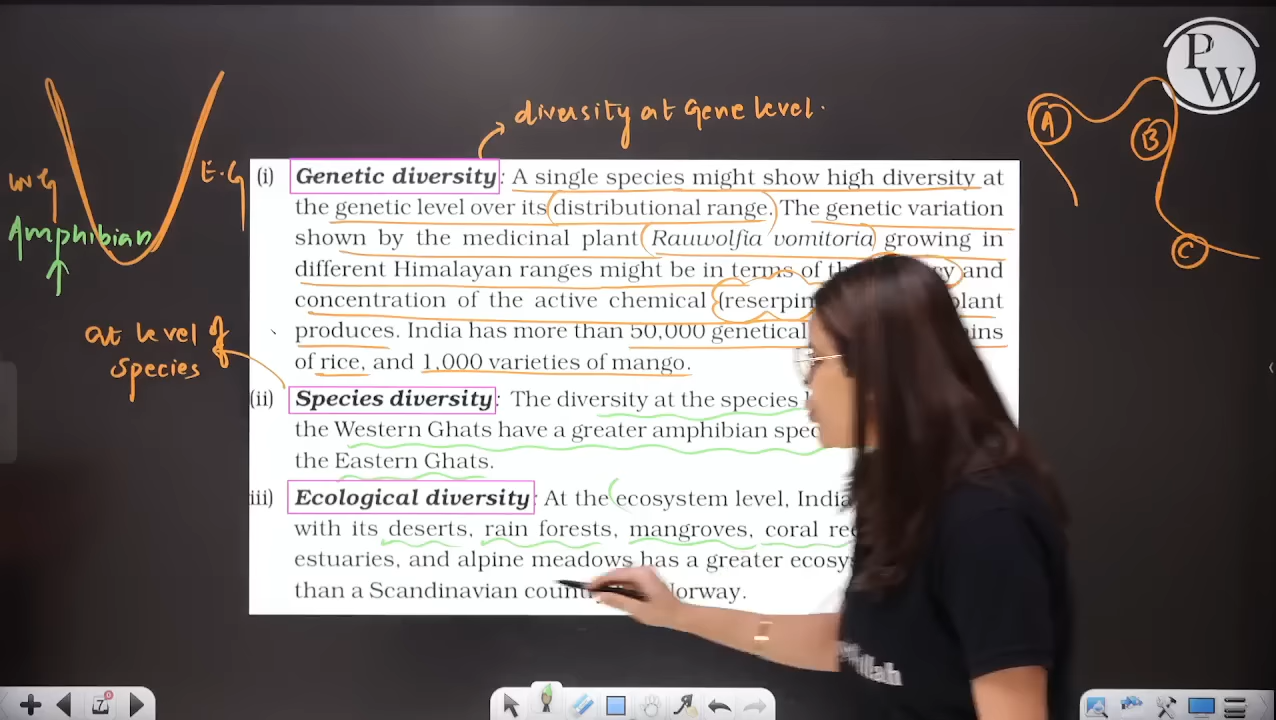 P
W
diversity at Gene level.
W.G
E.G
Amphibian
at level of
species
A
B
C
(i) Genetic diversity: A single species might show high diversity at
the genetic level over its distributional range. The genetic variation
shown by the medicinal plant Rauwolfia vomitoria growing in
different Himalayan ranges might be in terms of and
concentration of the active chemical (reserpin plant
produces. India has more than 50,000 genetical
of rice, and 1,000 varieties of mango.
(ii) Species diversity: The diversity at the species
the Western Ghats have a greater amphibian
the Eastern Ghats.
iii) Ecological diversity: At the ecosystem level, India
with its deserts, rain forests, mangroves, coral
estuaries, and alpine meadows has a greater
than a Scandinavian Norway.
7